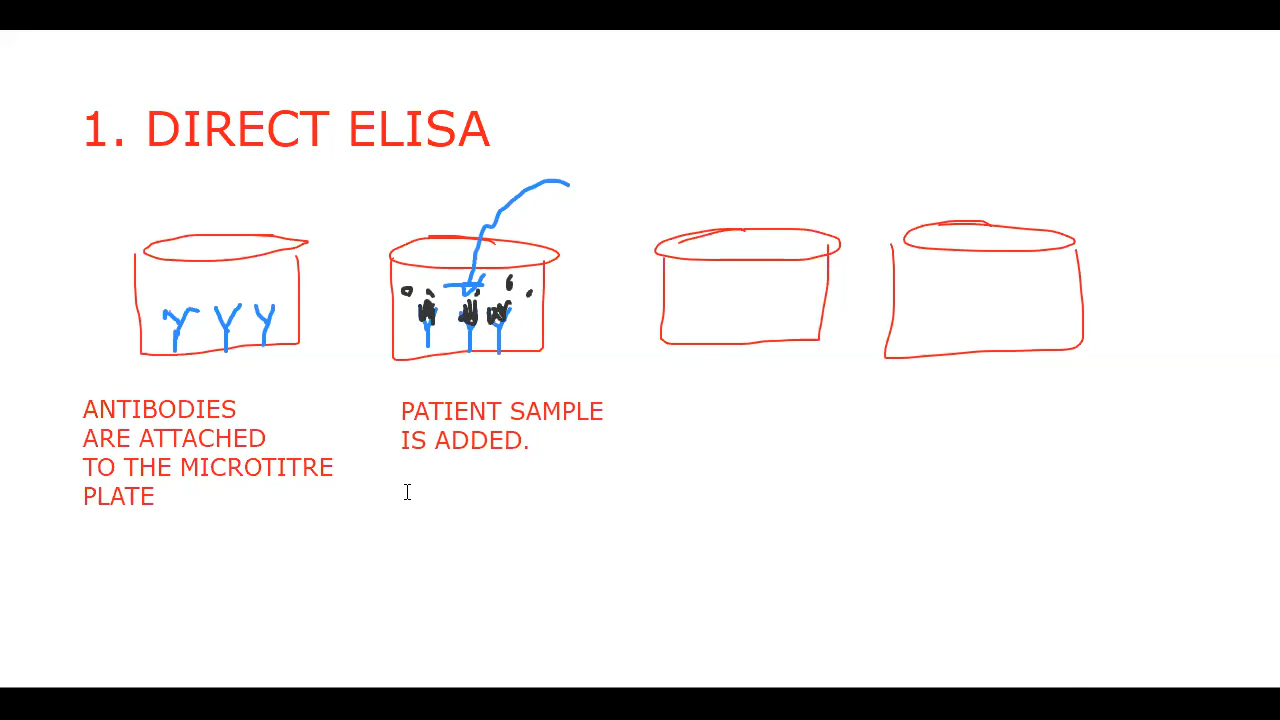 1. DIRECT ELISA
ANTIBODIES
ARE ATTACHED
TO THE MICROTITRE
PLATE
PATIENT SAMPLE
IS ADDED.